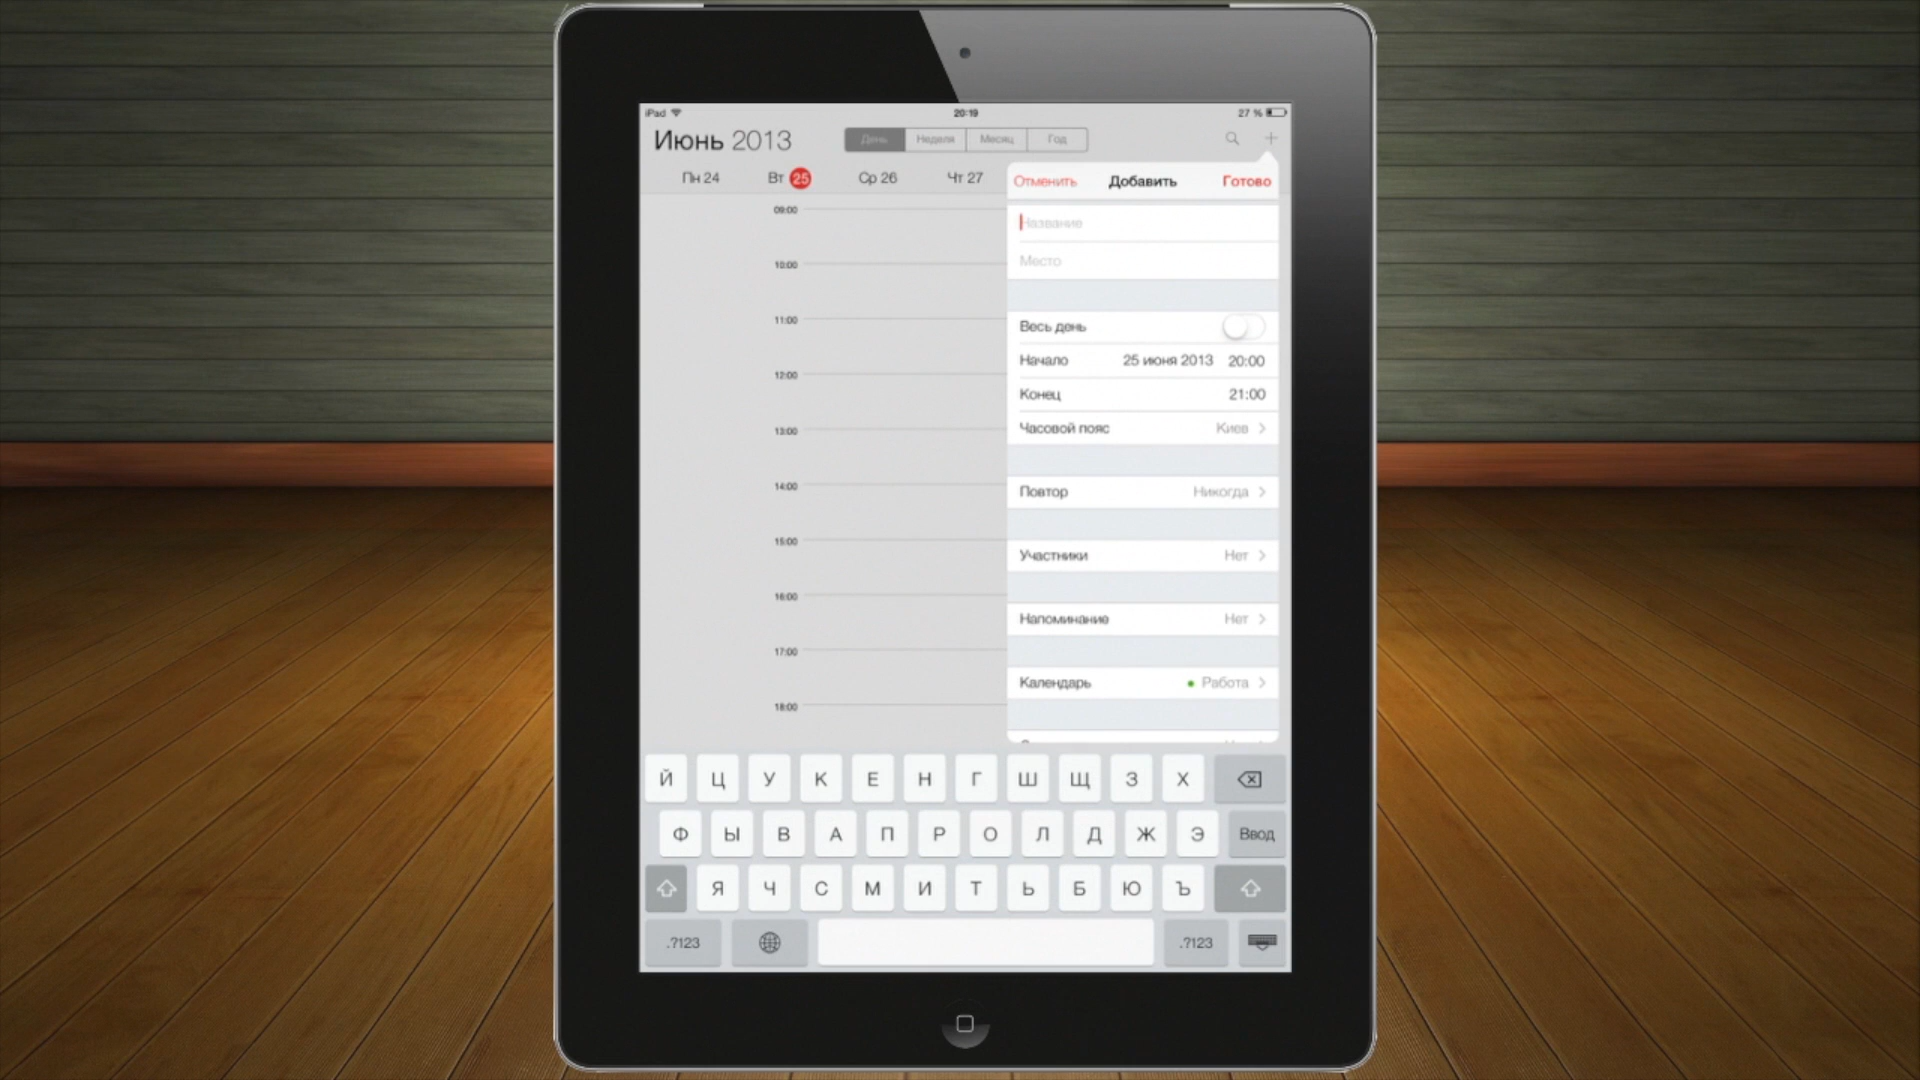 iPad 20:19 27 %
Июнь 2013 День Неделя Месяц Год
Пн 24 Вт 25 Ср 26 Чт 27
Отменить Добавить Готово
Название
Место
Весь день
Начало 25 июня 2013 20:00
Конец 21:00
Часовой пояс Киев
Повтор Никогда
Участники Нет
Напоминание Нет
Календарь Работа
09:00
10:00
11:00
12:00
13:00
14:00
15:00
16:00
17:00
18:00
Й Ц У К Е Н Г Ш Щ З Х
Ф Ы В А П Р О Л Д Ж Э Ввод
Я Ч С М И Т Ь Б Ю Ъ
.?123 .?123